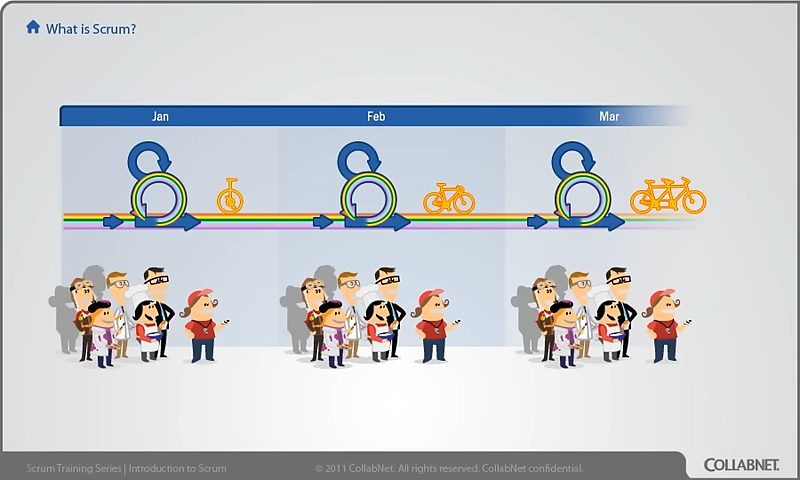 What is Scrum?
Jan Feb Mar
Scrum Training Series | Introduction to Scrum
© 2011 CollabNet. All rights reserved. CollabNet confidential.
COLLABNET.